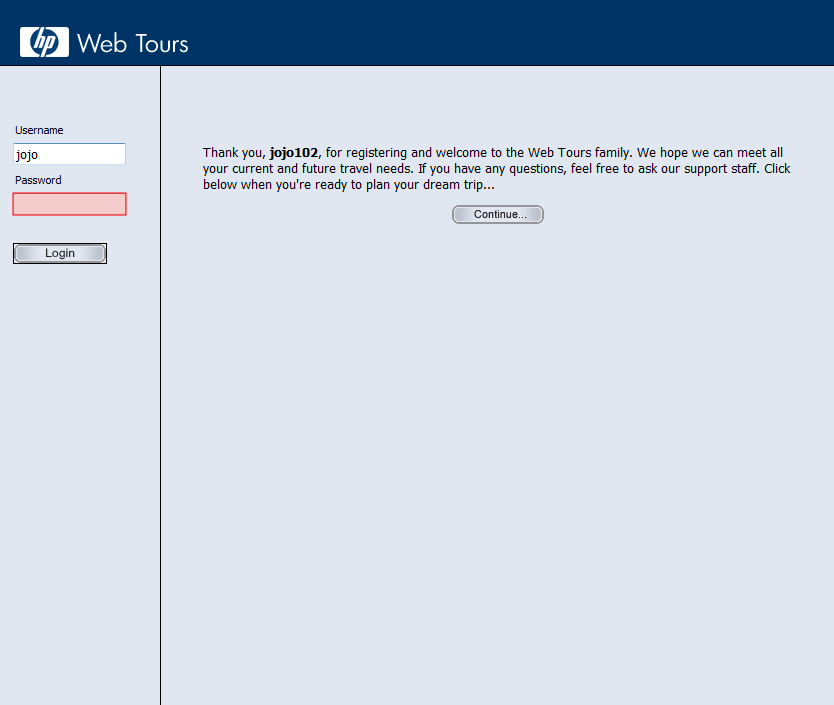 hp Web Tours
Username
jojo
Password
Login
Thank you, jojo102, for registering and welcome to the Web Tours family. We hope we can meet all
your current and future travel needs. If you have any questions, feel free to ask our support staff. Click
below when you're ready to plan your dream trip...
Continue...